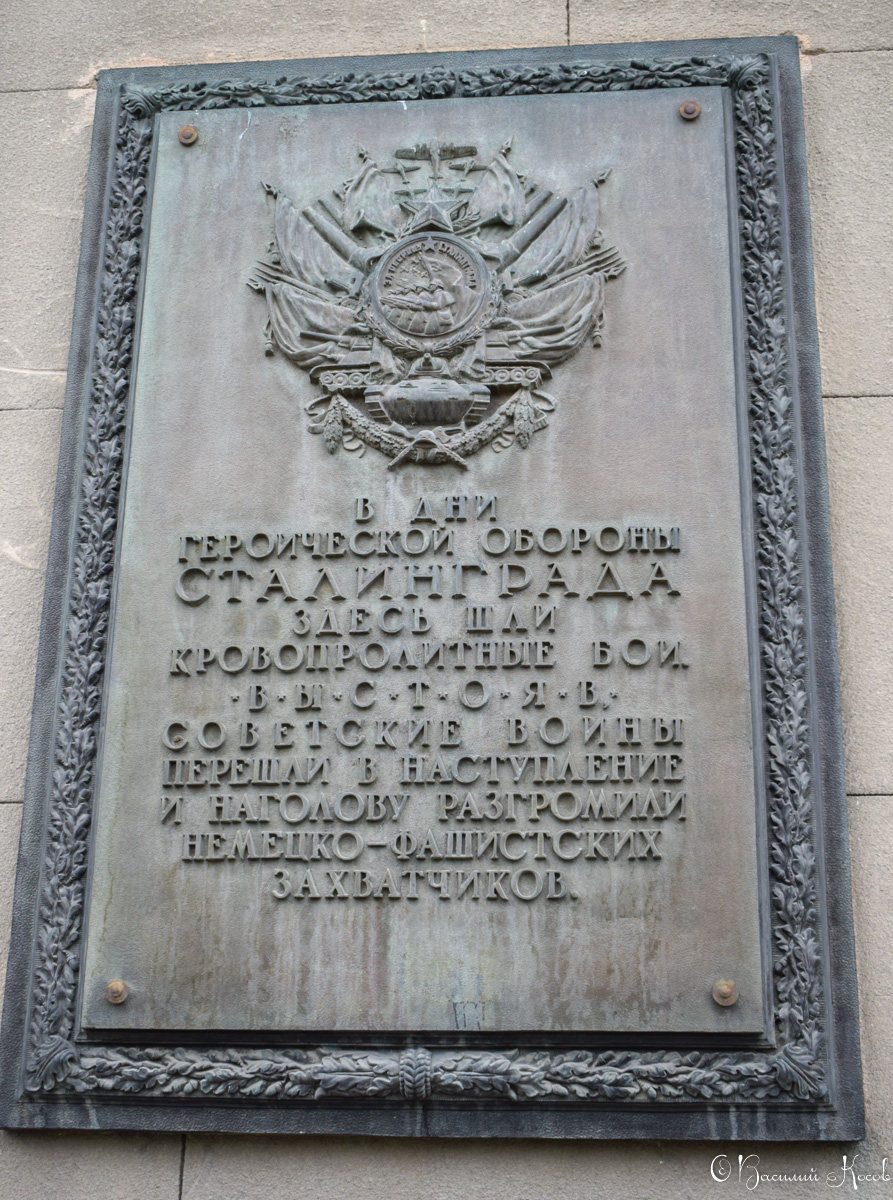 В ДНИ
ГЕРОИЧЕСКОЙ ОБОРОНЫ
СТАЛИНГРАДА
ЗДЕСЬ ШЛИ
КРОВОПРОЛИТНЫЕ БОИ.
·В·Ы·С·Т·О·Я·В,·
СОВЕТСКИЕ ВОИНЫ
ПЕРЕШЛИ В НАСТУПЛЕНИЕ
И НАГОЛОВУ РАЗГРОМИЛИ
НЕМЕЦКО-ФАШИСТСКИХ
ЗАХВАТЧИКОВ.
© Василий Косов